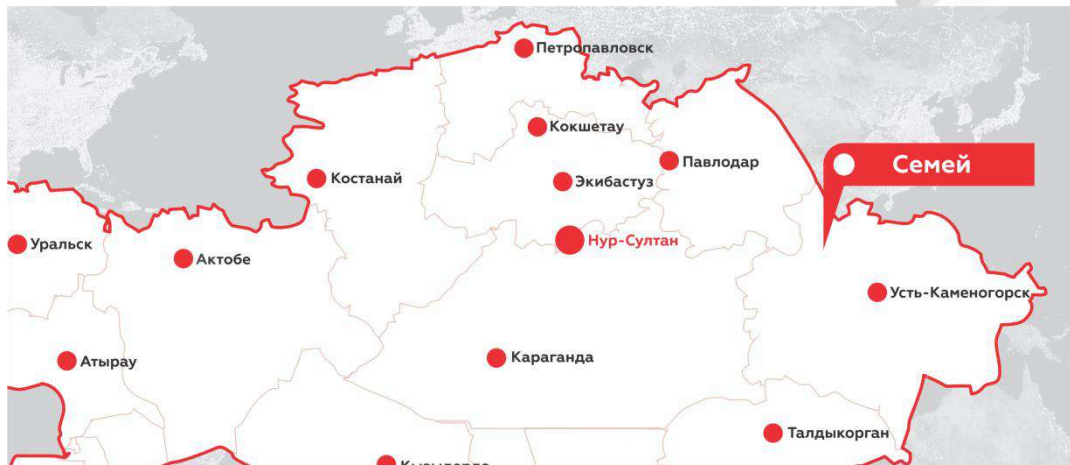 Петропавловск
Кокшетау
Павлодар
Семей
Костанай
Экибастуз
Уральск
Актобе
Нур-Султан
Усть-Каменогорск
Атырау
Караганда
Талдыкорган